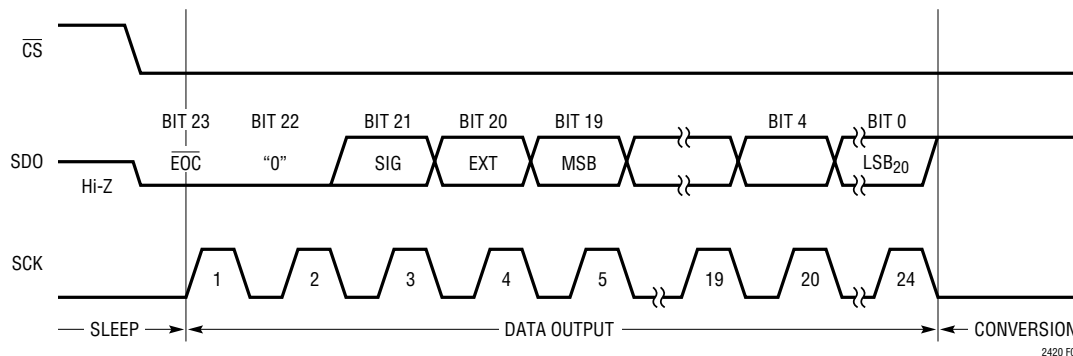 CS
BIT 23 BIT 22 BIT 21 BIT 20 BIT 19 BIT 4 BIT 0
SDO EOC “0” SIG EXT MSB LSB20
Hi-Z
SCK 1 2 3 4 5 19 20 24
SLEEP DATA OUTPUT CONVERSION
2420 F0